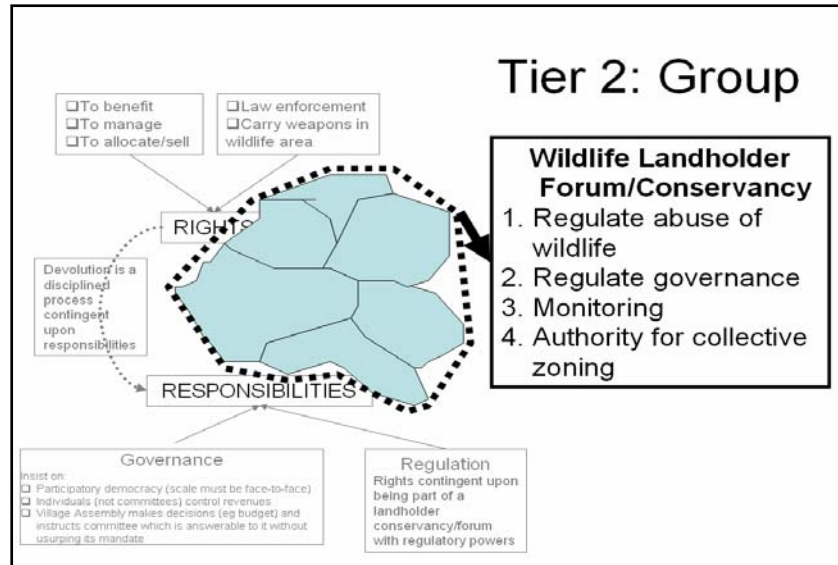 Tier 2: Group
❑To benefit
❑To manage
❑To allocate/sell
❑Law enforcement
❑Carry weapons in
wildlife area
RIGHTS
Devolution is a
disciplined
process
contingent
upon
responsibilities
RESPONSIBILITIES
Wildlife Landholder
Forum/Conservancy
1. Regulate abuse of
wildlife
2. Regulate governance
3. Monitoring
4. Authority for collective
zoning
Governance
Insist on:
❑ Participatory democracy (scale must be face-to-face)
❑ Individuals (not committees) control revenues
❑ Village Assembly makes decisions (eg budget) and
instructs committee which is answerable to it without
usurping its mandate
Regulation
Rights contingent upon
being part of a
landholder
conservancy/forum
with regulatory powers